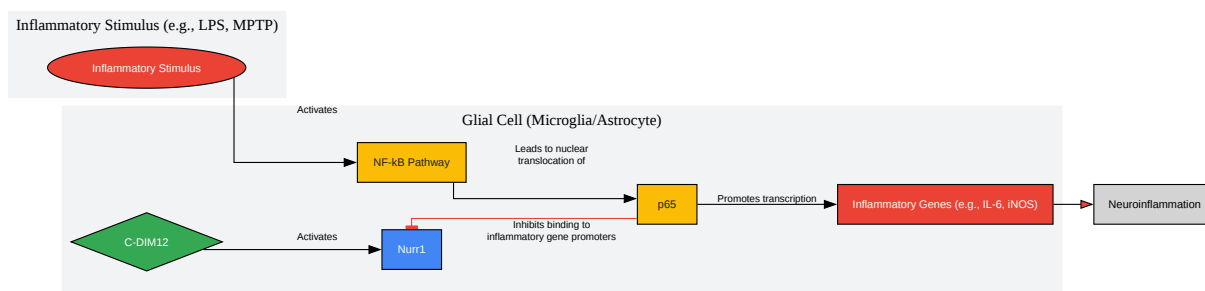 Inflammatory Stimulus (e.g., LPS, MPTP)
Inflammatory Stimulus
Activates
Glial Cell (Microglia/Astrocyte)
Leads to nuclear
translocation of
NF-kB Pathway
p65
Promotes transcription
Inflammatory Genes (e.g., IL-6, iNOS)
Neuroinflammation
Inhibits binding to
inflammatory gene promoters
C-DIM12
Activates
Nurr1